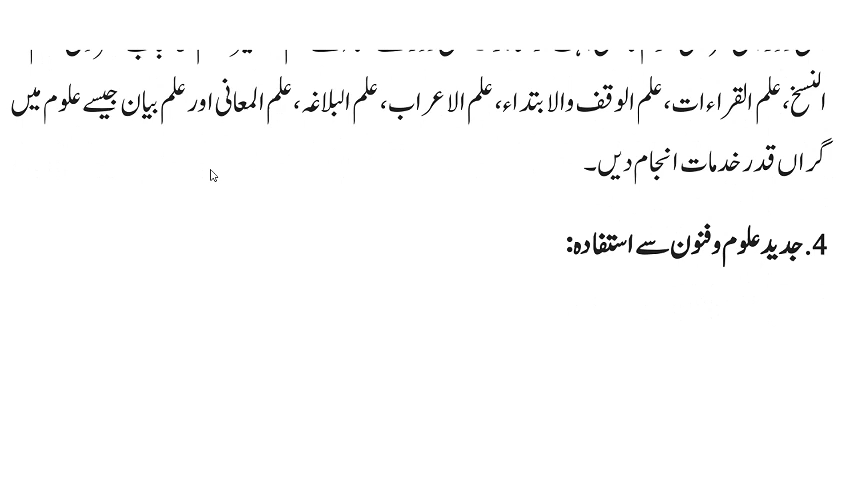 النسخ، علم القراءات، علم الوقف والابتداء، علم الاعراب، علم البلاغہ، علم المعانی اور علم بیان جیسے علوم میں
گراں قدر خدمات انجام دیں۔
4. جدید علوم و فنون سے استفادہ: